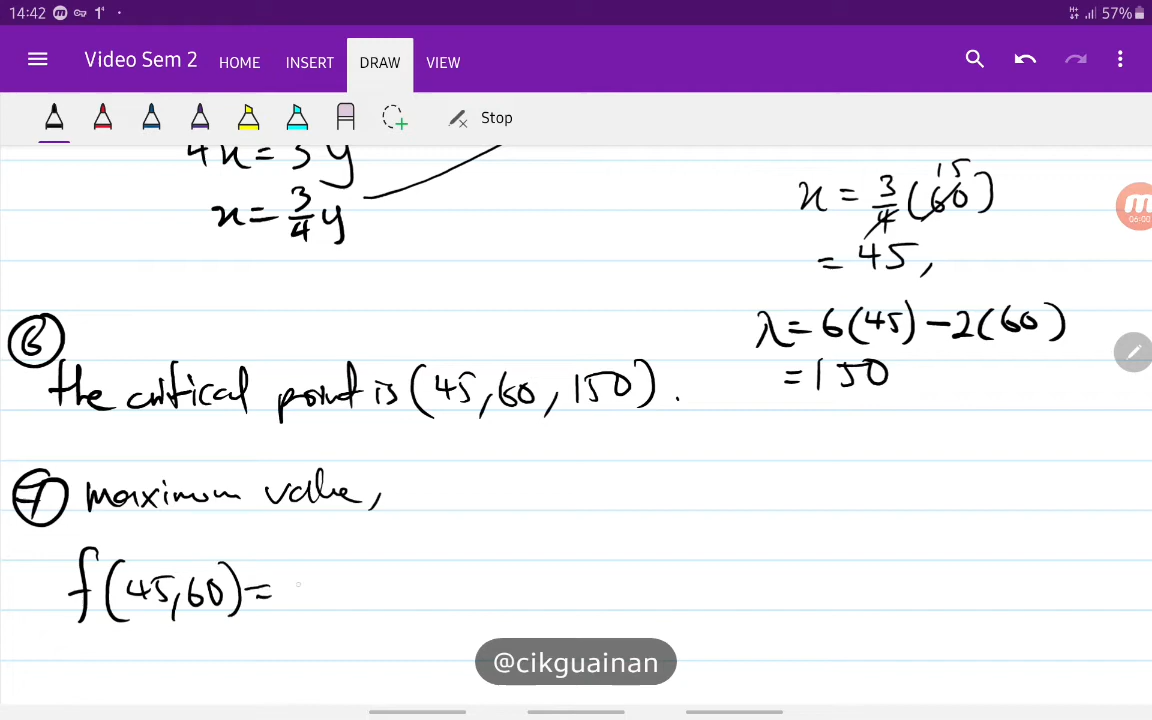 14:42 57%
Video Sem 2 HOME INSERT DRAW VIEW
Stop
4x = 3y
x = 3/4 y
x = 3/4 (60) 15
= 45,
λ = 6(45) − 2(60)
= 150
⑥
the critical point is (45, 60, 150).
⑦ maximum value,
f(45,60) =
@cikguainan
06:00